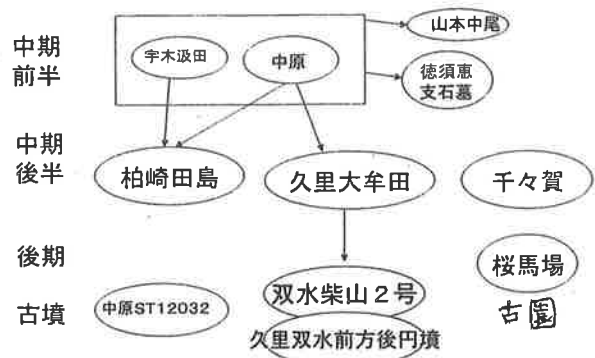 中期
前半
宇木汲田
中原
山本中尾
徳須恵
支石墓
中期
後半
柏崎田島
久里大牟田
千々賀
後期
桜馬場
古墳
中原ST12032
双水柴山2号
久里双水前方後円墳
古園